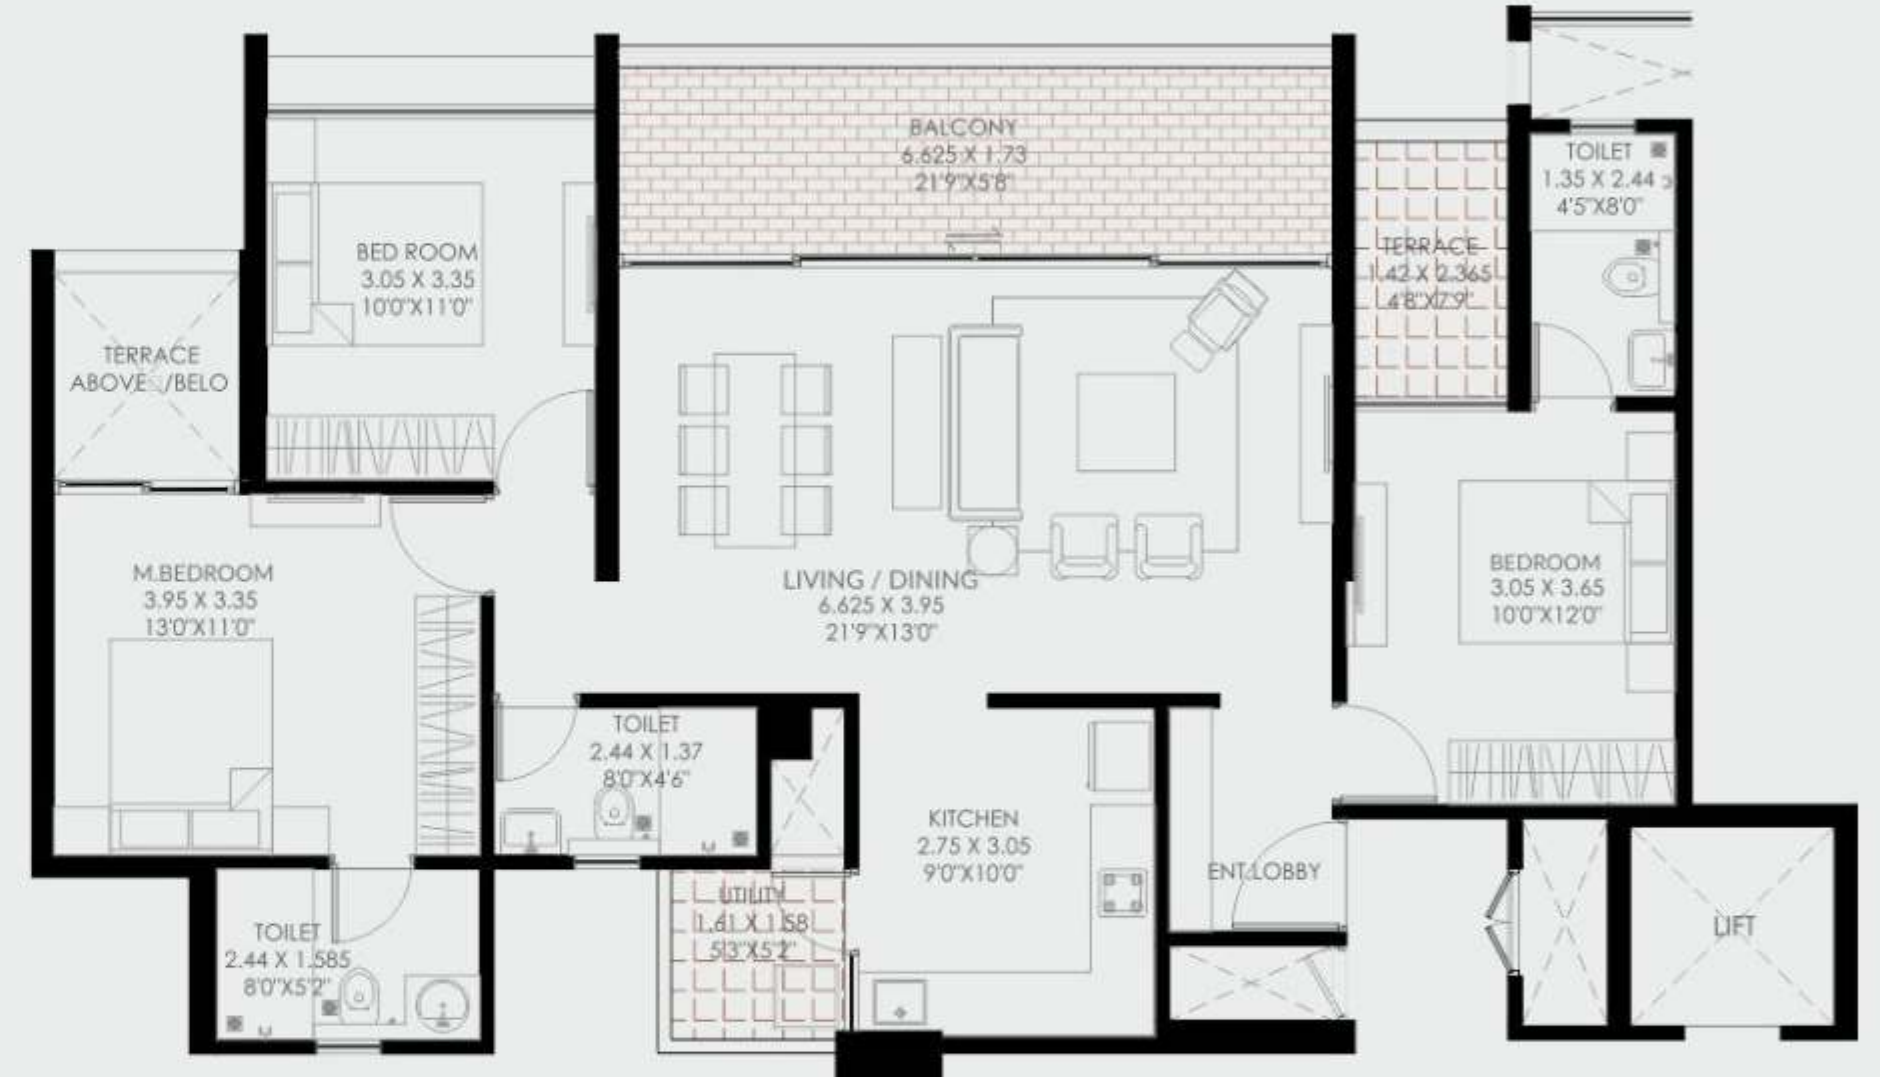 BALCONY
6.625 X 1.73
21'9"X5'8"
TOILET
1.35 X 2.44
4'5"X8'0"
BED ROOM
3.05 X 3.35
10'0"X11'0"
TERRACE
1.42 X 2.365
4'8"X7'9"
TERRACE
ABOVE /BELO
M.BEDROOM
3.95 X 3.35
13'0"X11'0"
LIVING / DINING
6.625 X 3.95
21'9"X13'0"
BEDROOM
3.05 X 3.65
10'0"X12'0"
TOILET
2.44 X 1.37
8'0"X4'6"
KITCHEN
2.75 X 3.05
9'0"X10'0"
ENT.LOBBY
UTILITY
1.61 X 1.58
5'3"X5'2"
TOILET
2.44 X 1.585
8'0"X5'2"
LIFT